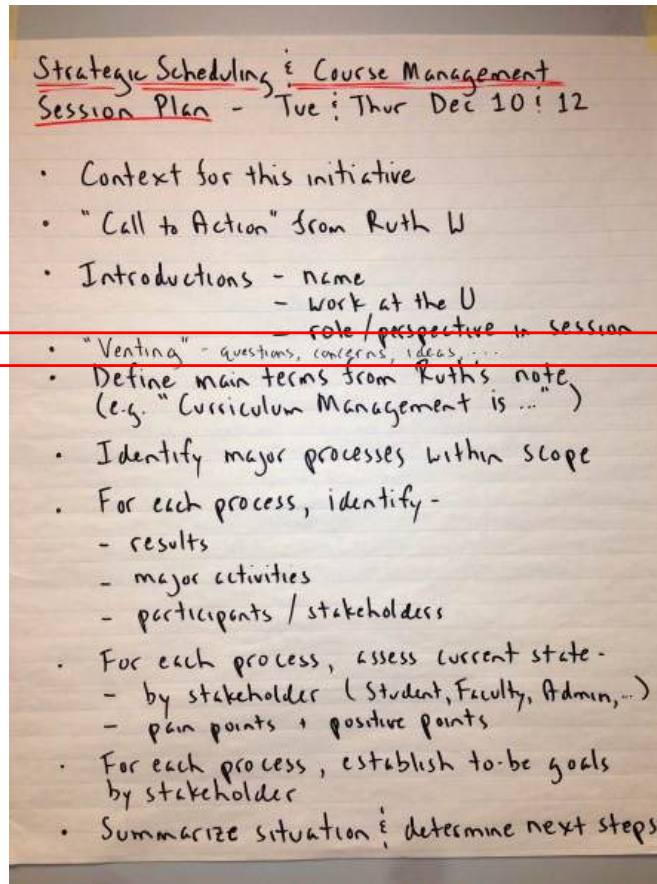 Strategic Scheduling & Course Management
Session Plan - Tue & Thur Dec 10 & 12
· Context for this initiative
· "Call to Action" from Ruth W
· Introductions - name
- work at the U
- role/perspective in session
· "Venting" - questions, concerns, ideas, ...
· Define main terms from Ruth's note
(e.g. "Curriculum Management is ...")
· Identify major processes within scope
· For each process, identify -
- results
- major activities
- participants / stakeholders
· For each process, assess current state -
- by stakeholder (Student, Faculty, Admin, ..)
- pain points + positive points
· For each process, establish to-be goals
by stakeholder
· Summarize situation & determine next steps